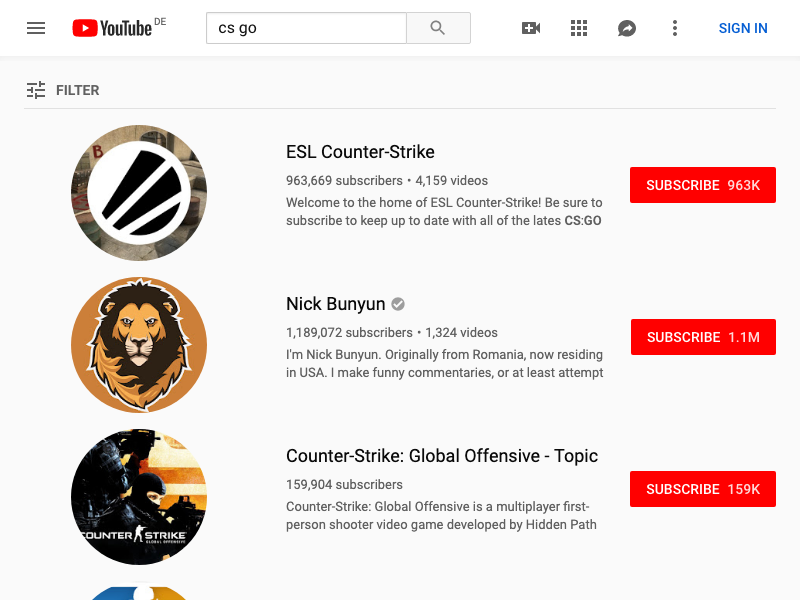 YouTube DE
cs go
SIGN IN
FILTER
B
ESL Counter-Strike
963,669 subscribers • 4,159 videos
Welcome to the home of ESL Counter-Strike! Be sure to
subscribe to keep up to date with all of the lates CS:GO
SUBSCRIBE 963K
Nick Bunyun
1,189,072 subscribers • 1,324 videos
I'm Nick Bunyun. Originally from Romania, now residing
in USA. I make funny commentaries, or at least attempt
SUBSCRIBE 1.1M
COUNTER STRIKE
GLOBAL OFFENSIVE
Counter-Strike: Global Offensive - Topic
159,904 subscribers
Counter-Strike: Global Offensive is a multiplayer first-
person shooter video game developed by Hidden Path
SUBSCRIBE 159K